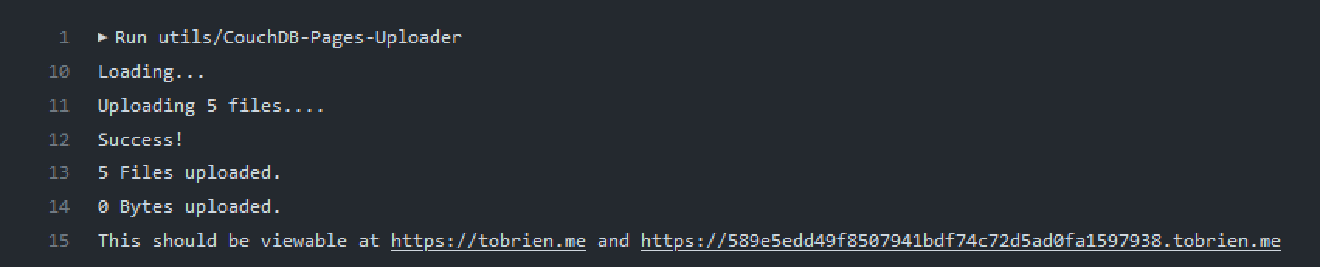 1 ▸ Run utils/CouchDB-Pages-Uploader
10 Loading...
11 Uploading 5 files....
12 Success!
13 5 Files uploaded.
14 0 Bytes uploaded.
15 This should be viewable at https://tobrien.me and https://589e5edd49f8507941bdf74c72d5ad0fa1597938.tobrien.me